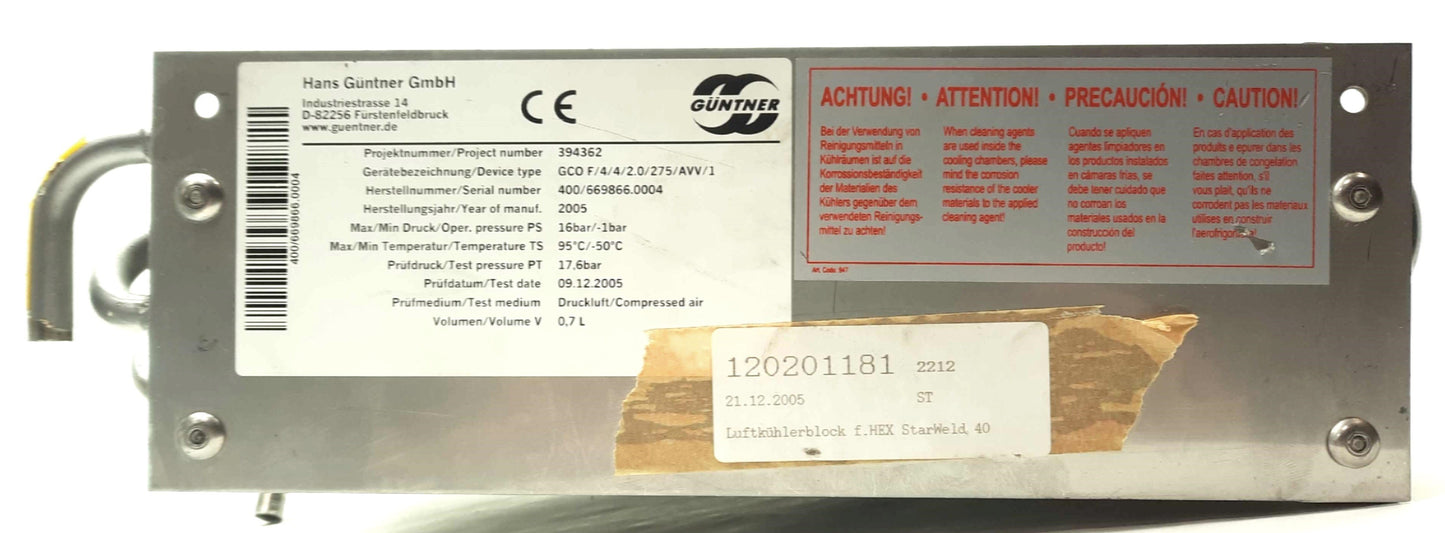 Hans Güntner GmbH
Industriestrasse 14
D-82256 Fürstenfeldbruck
www.guentner.de
CE
GÜNTNER
400/669866.0004
Projektnummer/Project number 394362
Gerätebezeichnung/Device type GCO F/4/4/2.0/275/AVV/1
Herstellnummer/Serial number 400/669866.0004
Herstellungsjahr/Year of manuf. 2005
Max/Min Druck/Oper. pressure PS 16bar/-1bar
Max/Min Temperatur/Temperature TS 95°C/-50°C
Prüfdruck/Test pressure PT 17,6bar
Prüfdatum/Test date 09.12.2005
Prüfmedium/Test medium Druckluft/Compressed air
Volumen/Volume V 0,7 L
ACHTUNG! • ATTENTION! • PRECAUCIÓN! • CAUTION!
Bei der Verwendung von
Reinigungsmitteln in
Kühlräumen ist auf die
Korrossionsbeständigkeit
der Materialien des
Kühlers gegenüber dem
verwendeten Reinigungs-
mittel zu achten!
When cleaning agents
are used inside the
cooling chambers, please
mind the corrosion
resistance of the cooler
materials to the applied
cleaning agent!
Cuando se apliquen
agentes limpiadores en
los productos instalados
en cámaras frias, se
debe tener cuidado que
no corroan los
materiales usados en la
construcción del
producto!
En cas d'application des
produits e epurer dans les
chambres de congelation
faites attention, s'il
vous plait, qu'ils ne
corrodent pas les materiaux
utilises en construir
Art. Code: 947
120201181 2212
21.12.2005 ST
Luftkühlerblock f.HEX StarWeld 40